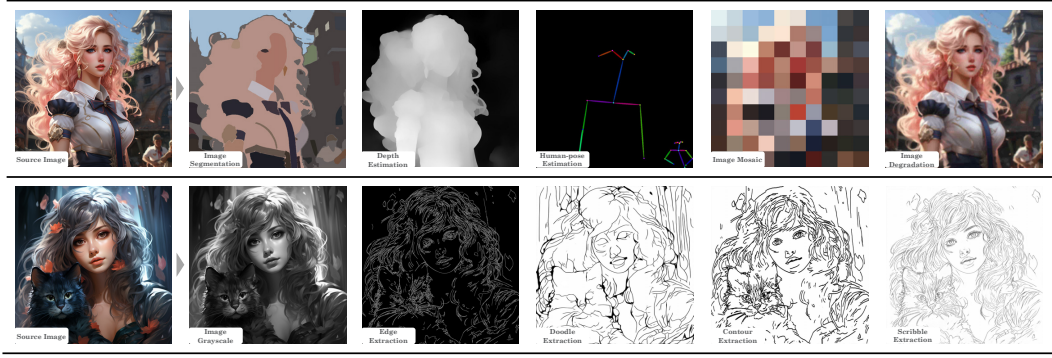 Source Image
Image
Segmentation
Depth
Estimation
Human-pose
Estimation
Image Mosaic
Image
Degradation
Source Image
Image
Grayscale
Edge
Extraction
Doodle
Extraction
Contour
Extraction
Scribble
Extraction